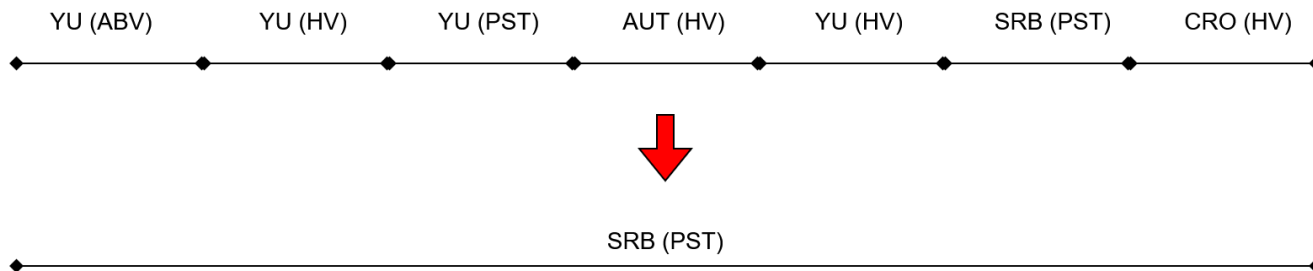 YU (ABV) YU (HV) YU (PST) AUT (HV) YU (HV) SRB (PST) CRO (HV)
SRB (PST)